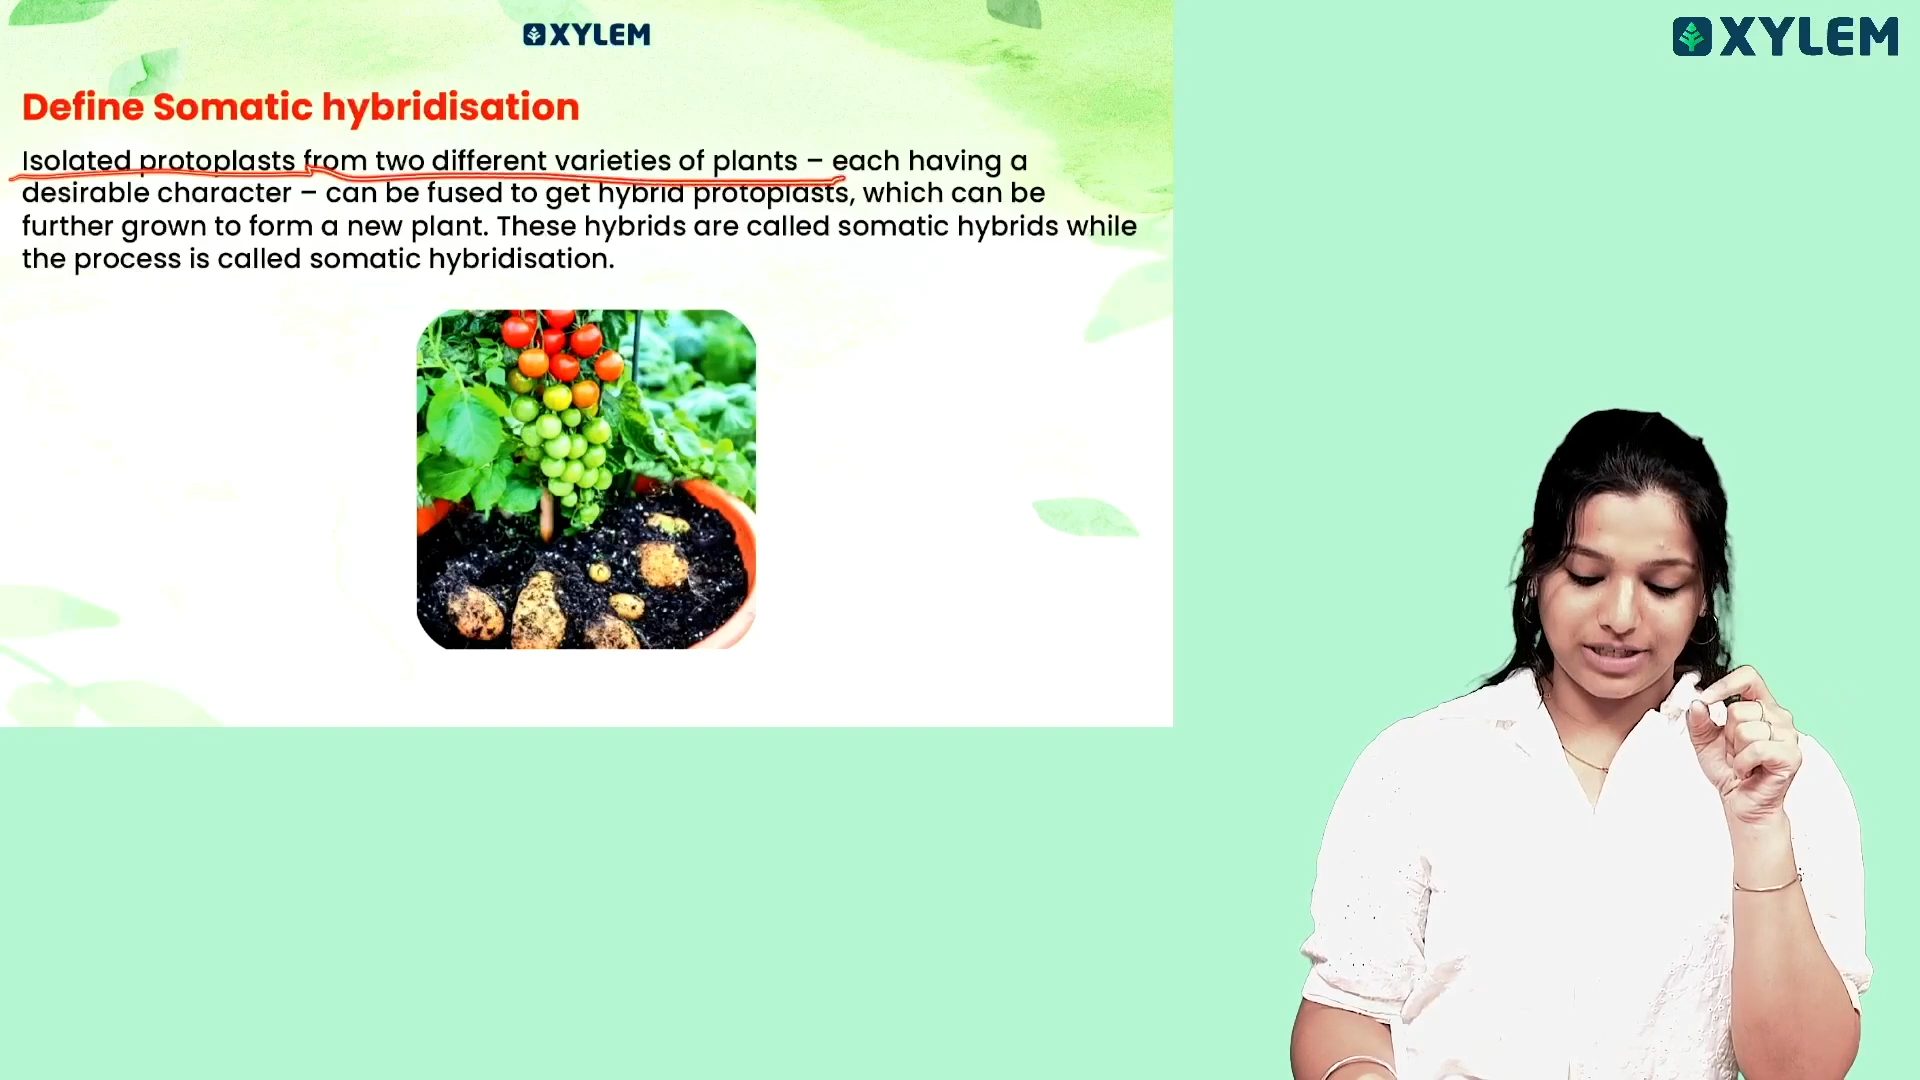 XYLEM
XYLEM
Define Somatic hybridisation
Isolated protoplasts from two different varieties of plants – each having a
desirable character – can be fused to get hybrid protoplasts, which can be
further grown to form a new plant. These hybrids are called somatic hybrids while
the process is called somatic hybridisation.